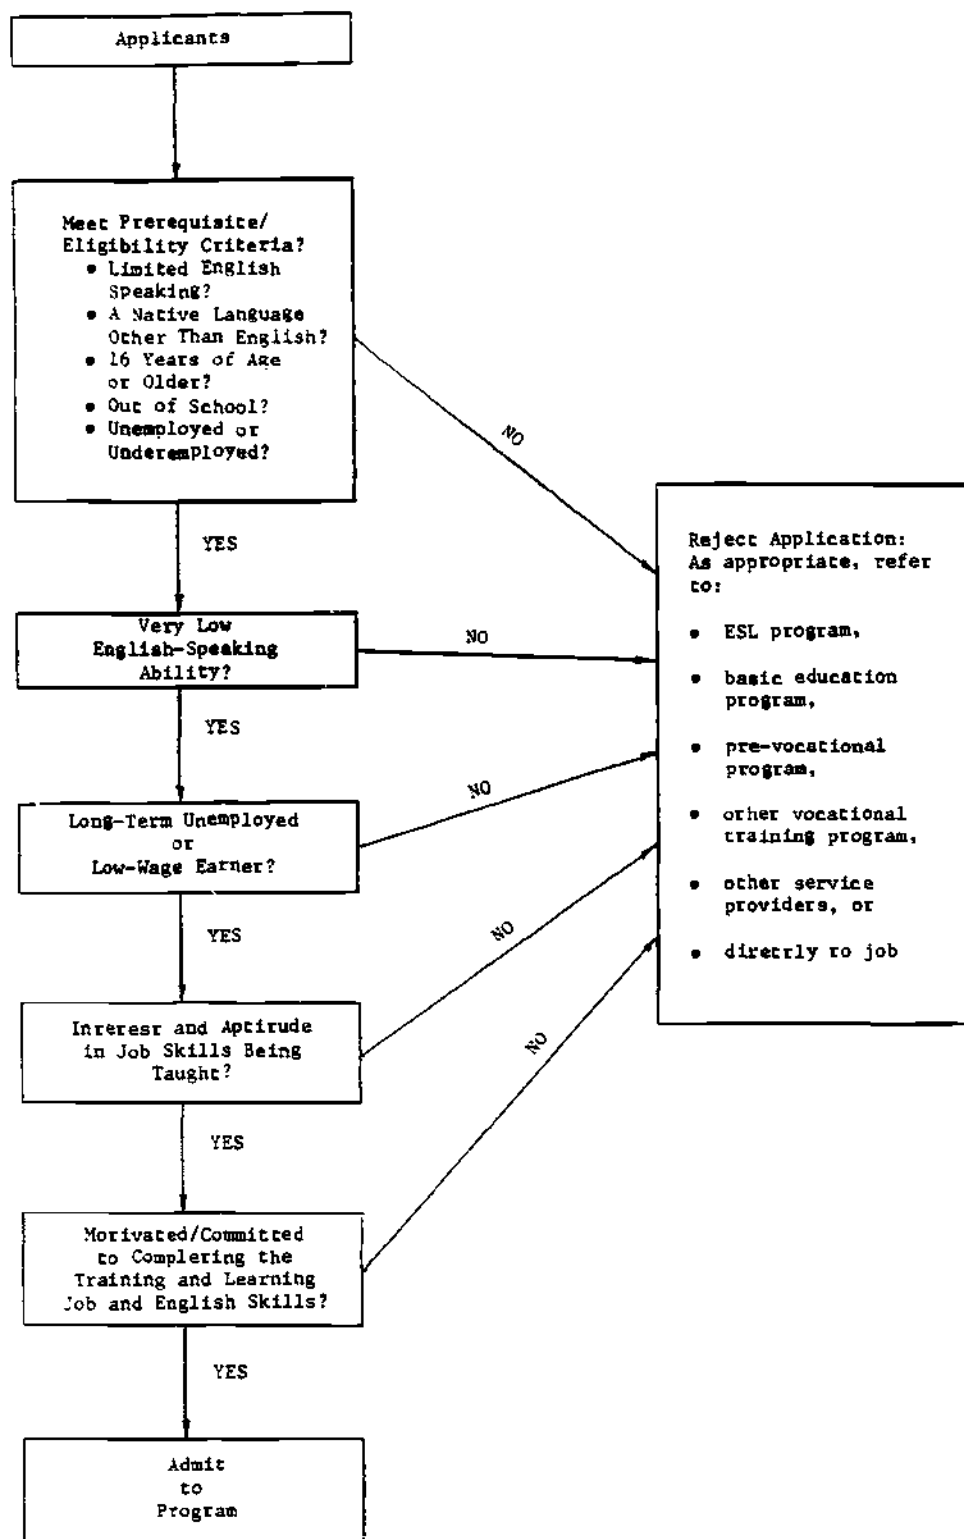 Applicants
Meet Prerequisite/
Eligibility Criteria?
• Limited English
Speaking?
• A Native Language
Other Than English?
• 16 Years of Age
or Older?
• Out of School?
• Unemployed or
Underemployed?
NO
YES
Reject Application:
As appropriate, refer
to:
• ESL program,
• basic education
program,
• pre-vocational
program,
• other vocational
training program,
• other service
providers, or
• directly to job
Very Low
English-Speaking
Ability?
NO
YES
Long-Term Unemployed
or
Low-Wage Earner?
NO
YES
Interest and Aptitude
in Job Skills Being
Taught?
NO
YES
Motivated/Committed
to Completing the
Training and Learning
Job and English Skills?
NO
YES
Admit
to
Program